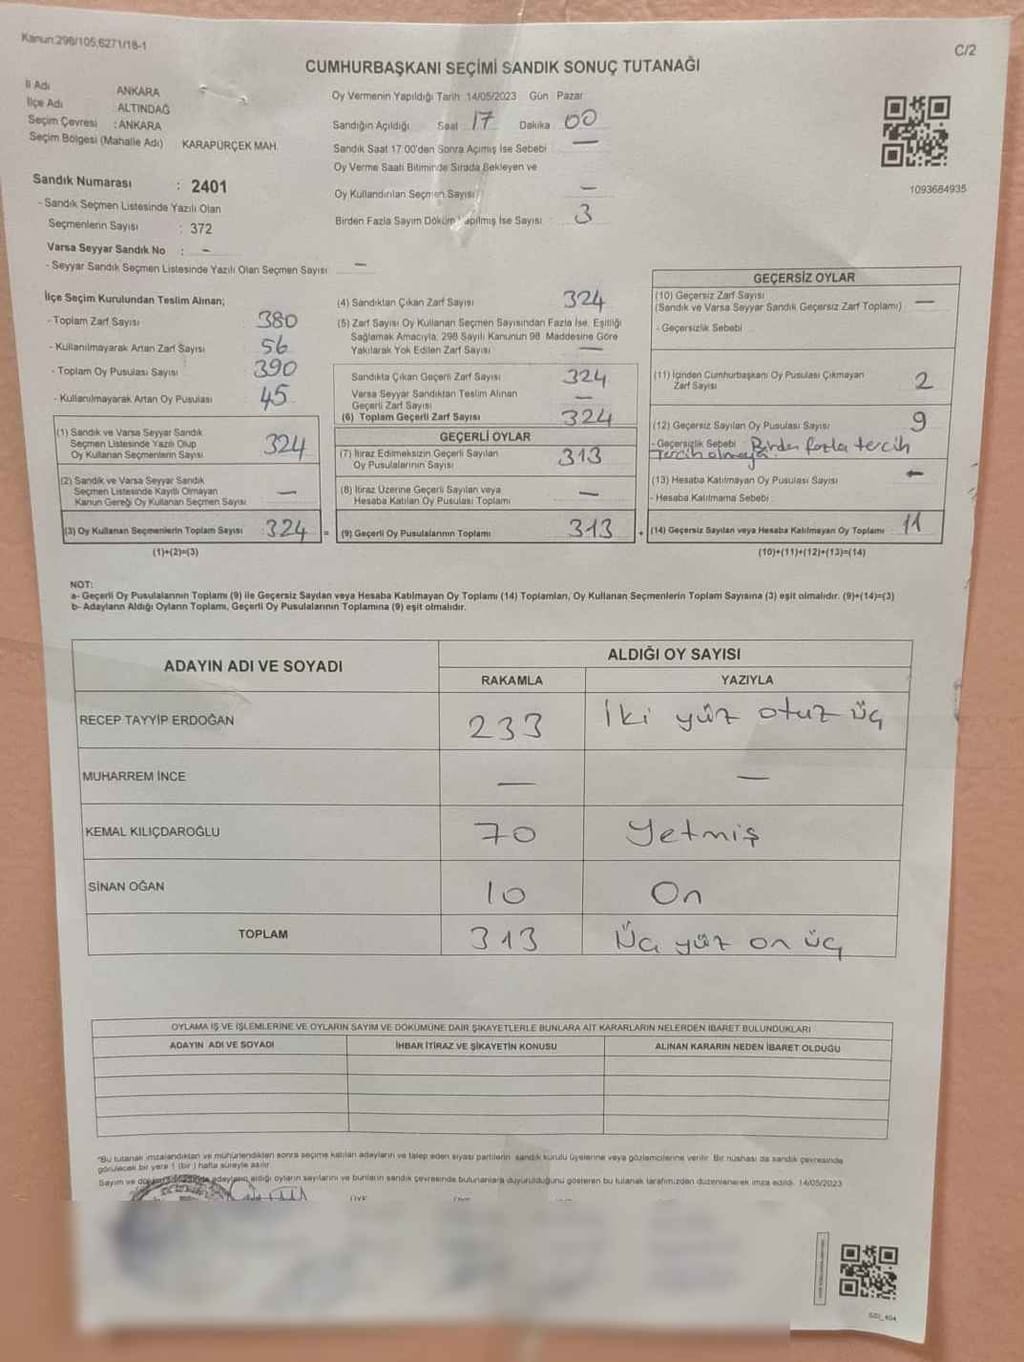 Kanun:298/105,6271/18-1
C/2
CUMHURBAŞKANI SEÇİMİ SANDIK SONUÇ TUTANAĞI
İl Adı ANKARA
İlçe Adı ALTINDAĞ
Seçim Çevresi : ANKARA
Seçim Bölgesi (Mahalle Adı) KARAPÜRÇEK MAH.
Oy Vermenin Yapıldığı Tarih 14/05/2023 Gün Pazar
Sandığın Açıldığı Saat 17 Dakika 00
Sandık Saat 17:00'den Sonra Açımış İse Sebebi —
Oy Verme Saati Bitiminde Sırada Bekleyen ve
Oy Kullandırılan Seçmen Sayısı —
Birden Fazla Sayım Döküm Yapılmış İse Sayısı 3
1093664935
Sandık Numarası : 2401
- Sandık Seçmen Listesinde Yazılı Olan
Seçmenlerin Sayısı : 372
Varsa Seyyar Sandık No : -
- Seyyar Sandık Seçmen Listesinde Yazılı Olan Seçmen Sayısı —
İlçe Seçim Kurulundan Teslim Alınan;
- Toplam Zarf Sayısı 380
- Kullanılmayarak Artan Zarf Sayısı 56
- Toplam Oy Pusulası Sayısı 390
- Kullanılmayarak Artan Oy Pusulası 45
(1) Sandık ve Varsa Seyyar Sandık
Seçmen Listesinde Yazılı Olup
Oy Kullanan Seçmenlerin Sayısı 324
(2) Sandık ve Varsa Seyyar Sandık
Seçmen Listesinde Kayıtlı Olmayan
Kanun Gereği Oy Kullanan Seçmen Sayısı —
(3) Oy Kullanan Seçmenlerin Toplam Sayısı 324 =
(1)+(2)=(3)
(4) Sandıktan Çıkan Zarf Sayısı 324
(5) Zarf Sayısı Oy Kullanan Seçmen Sayısından Fazla İse, Eşitliği
Sağlamak Amacıyla, 298 Sayılı Kanunun 98. Maddesine Göre
Yakılarak Yok Edilen Zarf Sayısı —
Sandıkta Çıkan Geçerli Zarf Sayısı 324
Varsa Seyyar Sandıktan Teslim Alınan
Geçerli Zarf Sayısı —
(6) Toplam Geçerli Zarf Sayısı 324
GEÇERLİ OYLAR
(7) İtiraz Edilmeksizin Geçerli Sayılan
Oy Pusulalarının Sayısı 313
(8) İtiraz Üzerine Geçerli Sayılan veya
Hesaba Katılan Oy Pusulası Toplamı —
(9) Geçerli Oy Pusulalarının Toplamı 313 +
GEÇERSİZ OYLAR
(10) Geçersiz Zarf Sayısı
(Sandık ve Varsa Seyyar Sandık Geçersiz Zarf Toplamı) —
- Geçersizlik Sebebi
(11) İçinden Cumhurbaşkanı Oy Pusulası Çıkmayan
Zarf Sayısı 2
(12) Geçersiz Sayılan Oy Pusulası Sayısı 9
- Geçersizlik Sebebi Birden fazla tercih
Tercih olmaya
(13) Hesaba Katılmayan Oy Pusulası Sayısı —
- Hesaba Katılmama Sebebi
(14) Geçersiz Sayılan veya Hesaba Katılmayan Oy Toplamı 11
(10)+(11)+(12)+(13)=(14)
NOT:
a- Geçerli Oy Pusulalarının Toplamı (9) ile Geçersiz Sayılan veya Hesaba Katılmayan Oy Toplamı (14) Toplamları, Oy Kullanan Seçmenlerin Toplam Sayısına (3) eşit olmalıdır. (9)+(14)=(3)
b- Adayların Aldığı Oyların Toplamı, Geçerli Oy Pusulalarının Toplamına (9) eşit olmalıdır.
ADAYIN ADI VE SOYADI ALDIĞI OY SAYISI
RAKAMLA YAZIYLA
RECEP TAYYİP ERDOĞAN 233 İki yüz otuz üç
MUHARREM İNCE — —
KEMAL KILIÇDAROĞLU 70 Yetmiş
SİNAN OĞAN 10 On
TOPLAM 313 Üç yüz on üç
OYLAMA İŞ VE İŞLEMLERİNE VE OYLARIN SAYIM VE DÖKÜMÜNE DAİR ŞİKAYETLERLE BUNLARA AİT KARARLARIN NELERDEN İBARET BULUNDUKLARI
ADAYIN ADI VE SOYADI İHBAR İTİRAZ VE ŞİKAYETİN KONUSU ALINAN KARARIN NEDEN İBARET OLDUĞU
*Bu tutanak imzalandıktan ve mühürlendikten sonra seçime katılan adayların ve talep eden siyasi partilerin sandık kurulu üyelerine veya gözlemcilerine verilir. Bir nüshası da sandık çevresinde
görülecek bir yere 1 (bir ) hafta süreyle asılır.
Sayım ve adayların aldığı oyların sayılarını ve bunların sandık çevresinde bulunanlara duyurulduğunu gösteren bu tutanak tarafımızdan düzenlenerek imza edildi. 14/05/2023